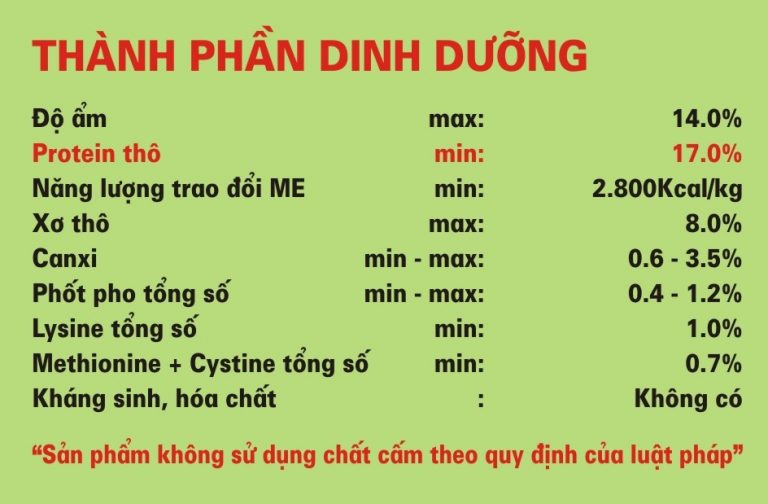 THÀNH PHẦN DINH DƯỠNG
Độ ẩm max: 14.0%
Protein thô min: 17.0%
Năng lượng trao đổi ME min: 2.800Kcal/kg
Xơ thô max: 8.0%
Canxi min - max: 0.6 - 3.5%
Phốt pho tổng số min - max: 0.4 - 1.2%
Lysine tổng số min: 1.0%
Methionine + Cystine tổng số min: 0.7%
Kháng sinh, hóa chất : Không có
“Sản phẩm không sử dụng chất cấm theo quy định của luật pháp”